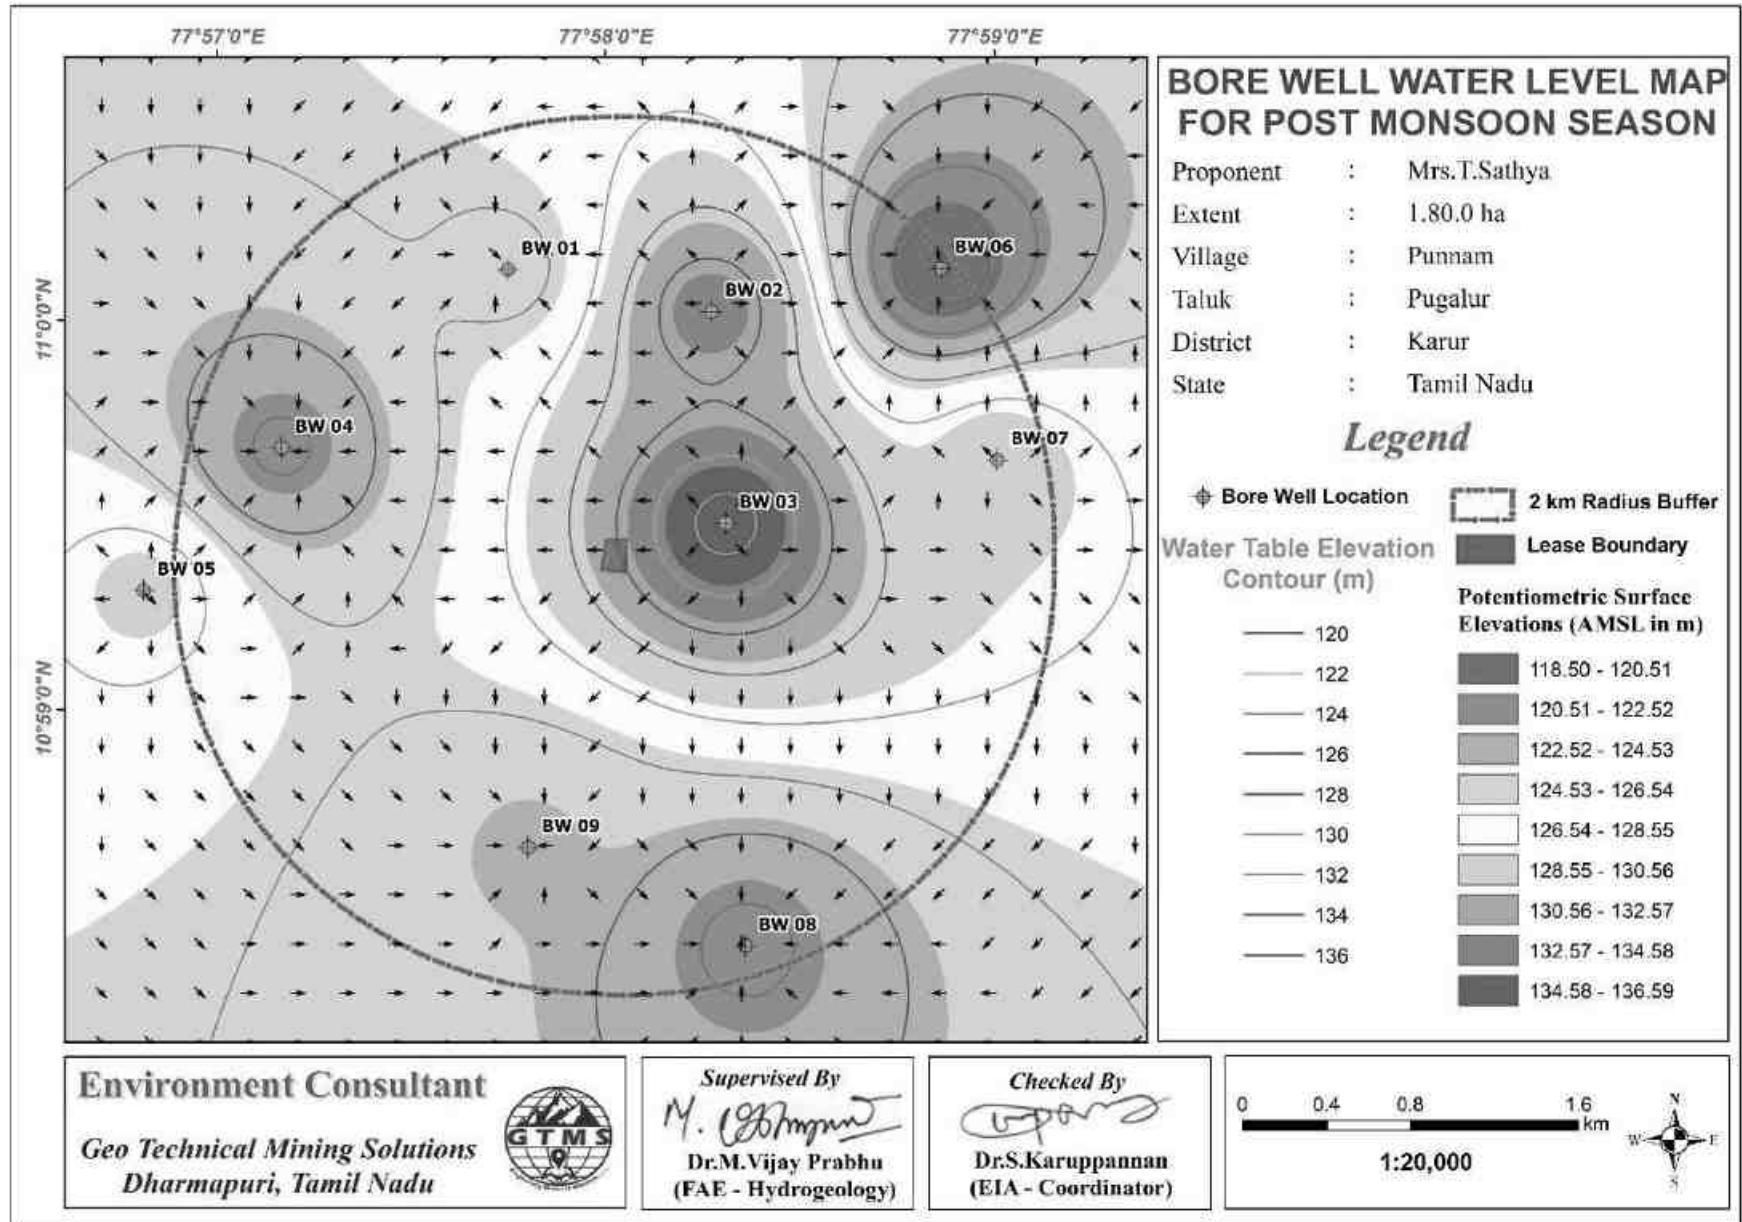 77°57'0"E
77°58'0"E
77°59'0"E
11°0'0"N
10°59'0"N
BW 01
BW 02
BW 06
BW 04
BW 07
BW 03
BW 05
BW 09
BW 08
BORE WELL WATER LEVEL MAP
FOR POST MONSOON SEASON
Proponent : Mrs.T.Sathya
Extent : 1.80.0 ha
Village : Punnam
Taluk : Pugalur
District : Karur
State : Tamil Nadu
Legend
Bore Well Location
2 km Radius Buffer
Lease Boundary
Water Table Elevation
Contour (m)
120
122
124
126
128
130
132
134
136
Potentiometric Surface
Elevations (AMSL in m)
118.50 - 120.51
120.51 - 122.52
122.52 - 124.53
124.53 - 126.54
126.54 - 128.55
128.55 - 130.56
130.56 - 132.57
132.57 - 134.58
134.58 - 136.59
Environment Consultant
Geo Technical Mining Solutions
Dharmapuri, Tamil Nadu
GTMS
Supervised By
Dr.M.Vijay Prabhu
(FAE - Hydrogeology)
Checked By
Dr.S.Karuppannan
(EIA - Coordinator)
0 0.4 0.8 1.6
km
1:20,000
N
W E
S